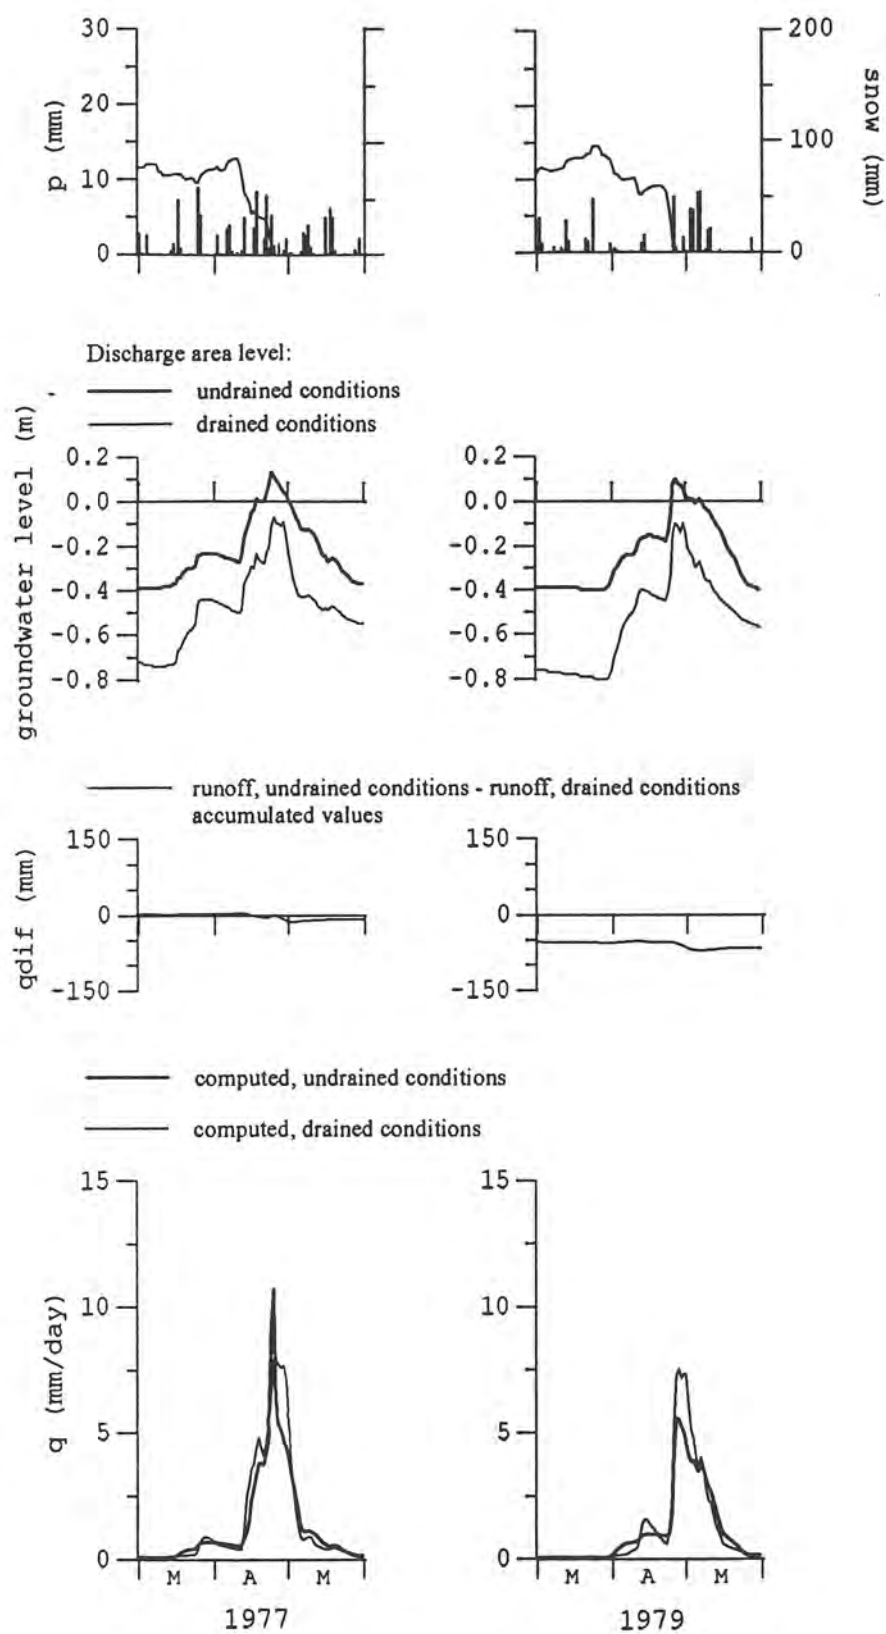 30
20
10
0
p (mm)
200
100
0
snow (mm)
Discharge area level:
undrained conditions
drained conditions
groundwater level (m)
0.2
0.0
-0.2
-0.4
-0.6
-0.8
0.2
0.0
-0.2
-0.4
-0.6
-0.8
runoff, undrained conditions - runoff, drained conditions
accumulated values
qdif (mm)
150
0
-150
150
0
-150
computed, undrained conditions
computed, drained conditions
q (mm/day)
15
10
5
0
15
10
5
0
M A M
M A M
1977
1979